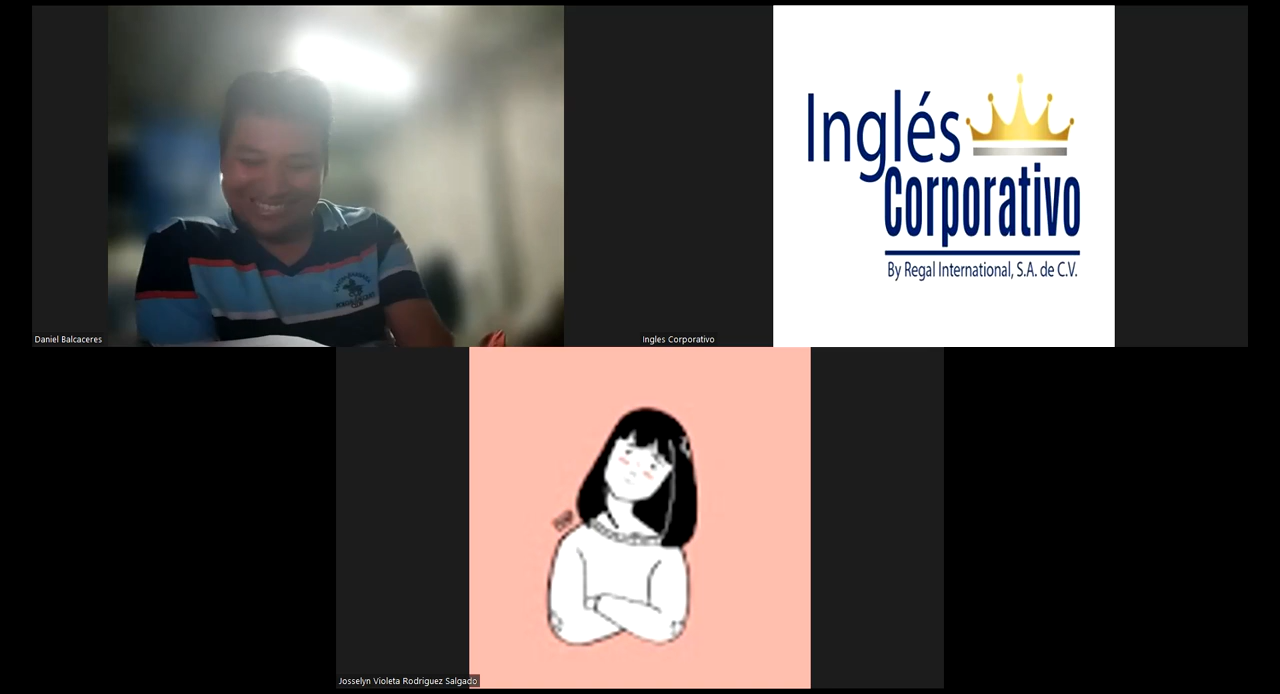 Inglés
Corporativo
By Regal International, S.A. de C.V.
Daniel Balcaceres
Ingles Corporativo
Josselyn Violeta Rodriguez Salgado